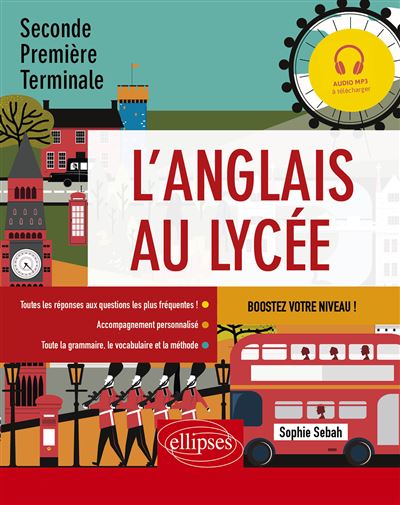 Seconde
Première
Terminale
AUDIO MP3
à télécharger
L'ANGLAIS
AU LYCÉE
Toutes les réponses aux questions les plus fréquentes !
Accompagnement personnalisé
Toute la grammaire, le vocabulaire et la méthode
BOOSTEZ VOTRE NIVEAU !
Sophie Sebah
ellipses